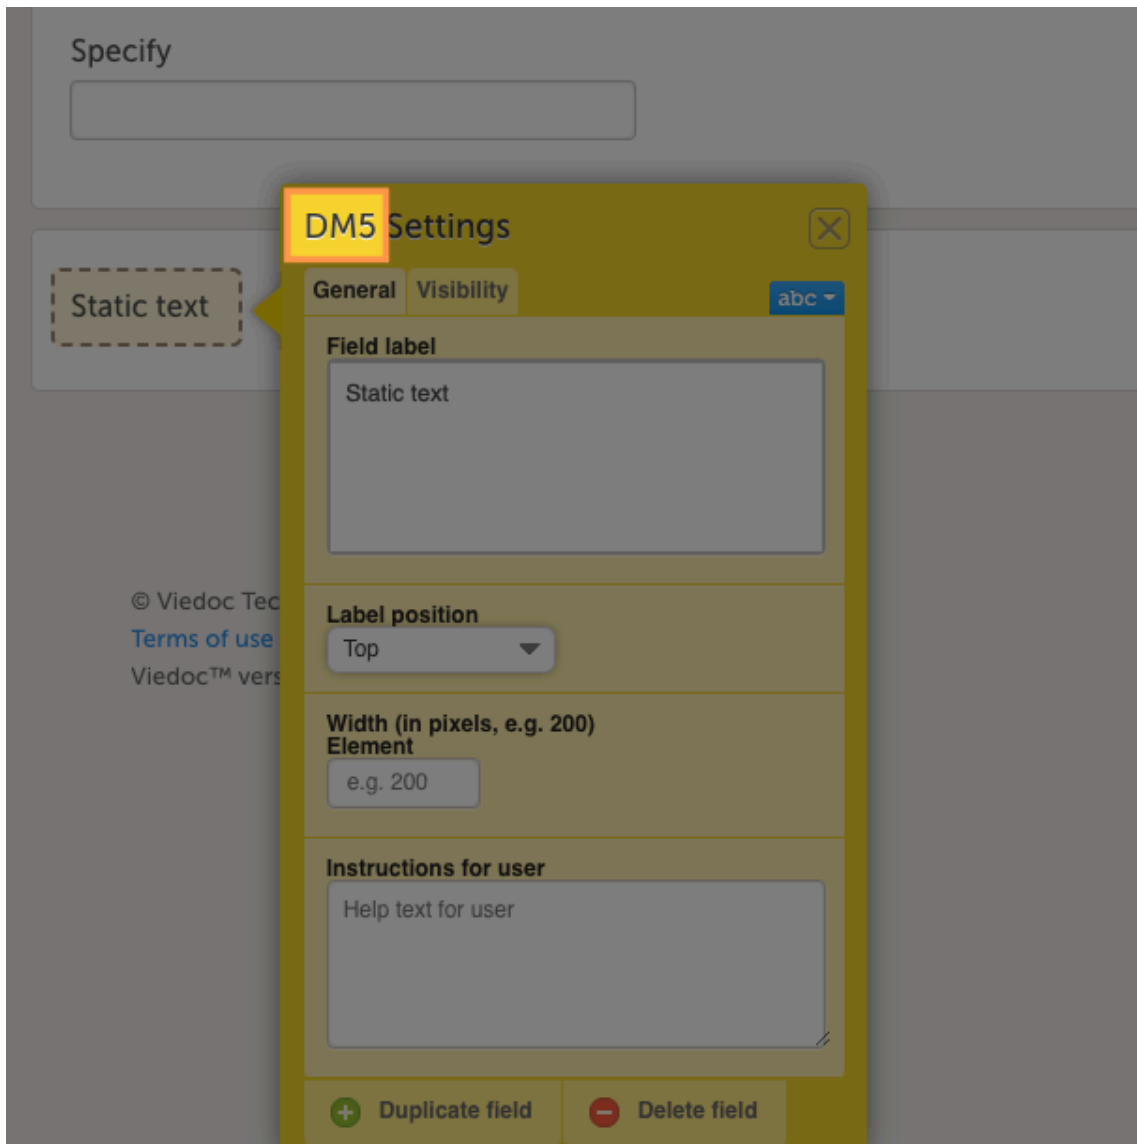 Specify
DM5 Settings
General Visibility
abc
Static text
Field label
Static text
© Viedoc Tec
Terms of use
Viedoc™ vers
Label position
Top
Width (in pixels, e.g. 200)
Element
e.g. 200
Instructions for user
Help text for user
Duplicate field Delete field